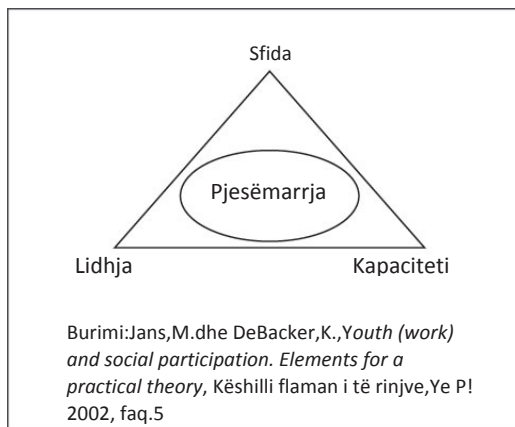 Sfida
Pjesëmarrja
Lidhja Kapaciteti
Burimi:Jans,M.dhe DeBacker,K.,Youth (work)
and social participation. Elements for a
practical theory, Këshilli flaman i të rinjve,Ye P!
2002, faq.5